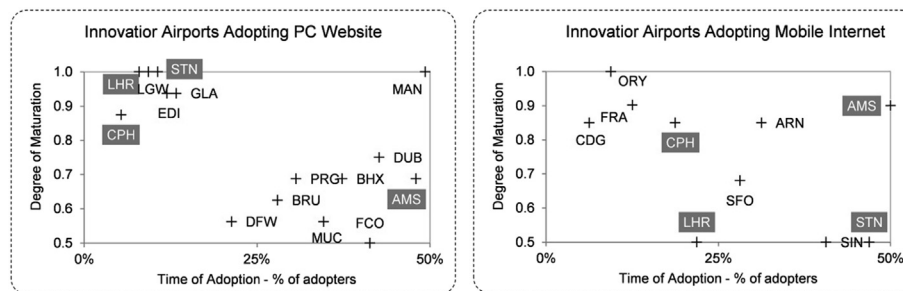 Innovatior Airports Adopting PC Website
Degree of Maturation
1.0
0.9
0.8
0.7
0.6
0.5
LHR
LGW
STN
MAN
EDI
GLA
CPH
DUB
PRG
BHX
BRU
AMS
DFW
MUC
FCO
0%
25%
50%
Time of Adoption - % of adopters
Innovatior Airports Adopting Mobile Internet
Degree of Maturation
1.0
0.9
0.8
0.7
0.6
0.5
ORY
FRA
CDG
CPH
ARN
AMS
SFO
LHR
SIN
STN
0%
25%
50%
Time of Adoption - % of adopters